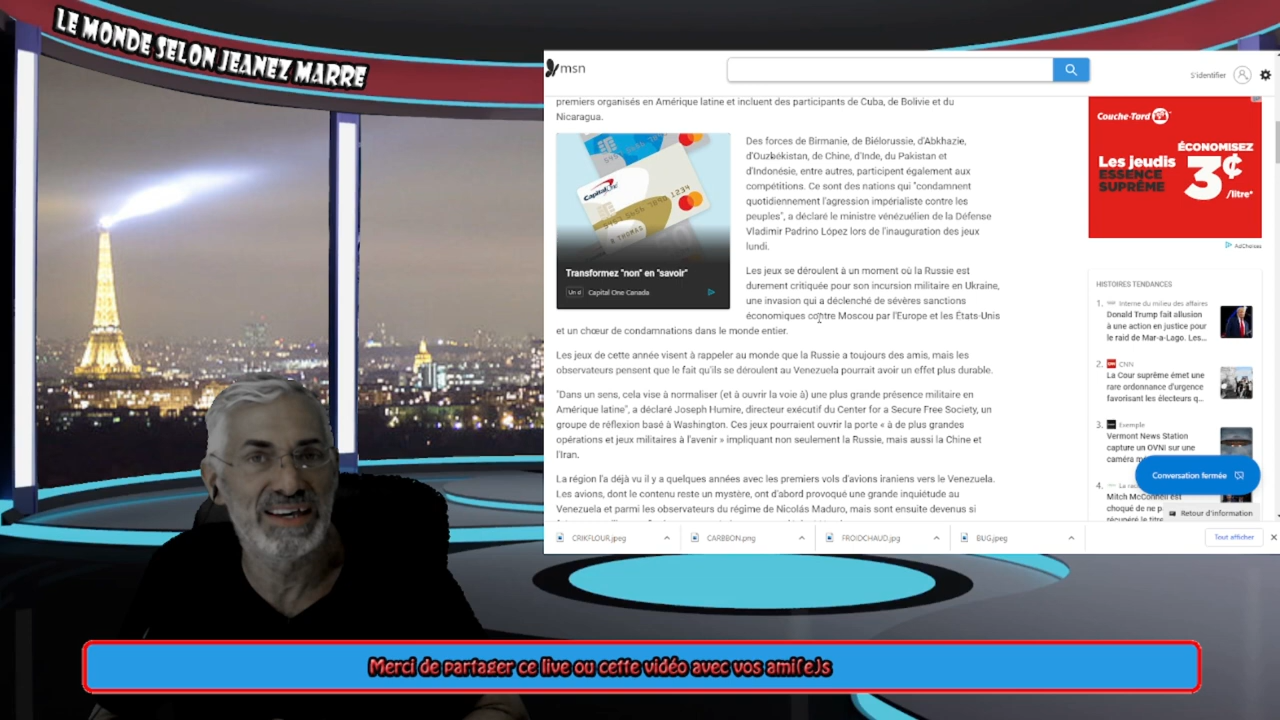 LE MONDE SELON JEANEZ MARRE
msn
S'identifier
premiers organisés en Amérique latine et incluent des participants de Cuba, de Bolivie et du
Nicaragua.
Des forces de Birmanie, de Biélorussie, d'Abkhazie,
d'Ouzbékistan, de Chine, d'Inde, du Pakistan et
d'Indonésie, entre autres, participent également aux
compétitions. Ce sont des nations qui "condamnent
quotidiennement l'agression impérialiste contre les
peuples", a déclaré le ministre vénézuélien de la Défense
Vladimir Padrino López lors de l'inauguration des jeux
lundi.
CapitalOne
Transformez "non" en "savoir"
Capital One Canada
Les jeux se déroulent à un moment où la Russie est
durement critiquée pour son incursion militaire en Ukraine,
une invasion qui a déclenché de sévères sanctions
économiques contre Moscou par l'Europe et les États-Unis
et un chœur de condamnations dans le monde entier.
Les jeux de cette année visent à rappeler au monde que la Russie a toujours des amis, mais les
observateurs pensent que le fait qu'ils se déroulent au Venezuela pourrait avoir un effet plus durable.
"Dans un sens, cela vise à normaliser (et à ouvrir la voie à) une plus grande présence militaire en
Amérique latine", a déclaré Joseph Humire, directeur exécutif du Center for a Secure Free Society, un
groupe de réflexion basé à Washington. Ces jeux pourraient ouvrir la porte « à de plus grandes
opérations et jeux militaires à l'avenir » impliquant non seulement la Russie, mais aussi la Chine et
l'Iran.
La région l'a déjà vu il y a quelques années avec les premiers vols d'avions iraniens vers le Venezuela.
Les avions, dont le contenu reste un mystère, ont d'abord provoqué une grande inquiétude au
Venezuela et parmi les observateurs du régime de Nicolás Maduro, mais sont ensuite devenus si
Couche-Tard
ÉCONOMISEZ
Les jeudis
ESSENCE
SUPRÊME
3¢
/litre*
AdChoices
HISTOIRES TENDANCES
1. Interne du milieu des affaires
Donald Trump fait allusion
à une action en justice pour
le raid de Mar-a-Lago. Les...
2. CNN
La Cour suprême émet une
rare ordonnance d'urgence
favorisant les électeurs q...
3. Exemple
Vermont News Station
capture un OVNI sur une
caméra
Conversation fermée
4.
Mitch McConnell est
choqué de ne
Retour d'information
CRIKFLOUR.jpeg
CARBBON.png
FROIDCHAUD.jpg
BUG.jpeg
Tout afficher
Merci de partager ce live ou cette vidéo avec vos ami(e)s